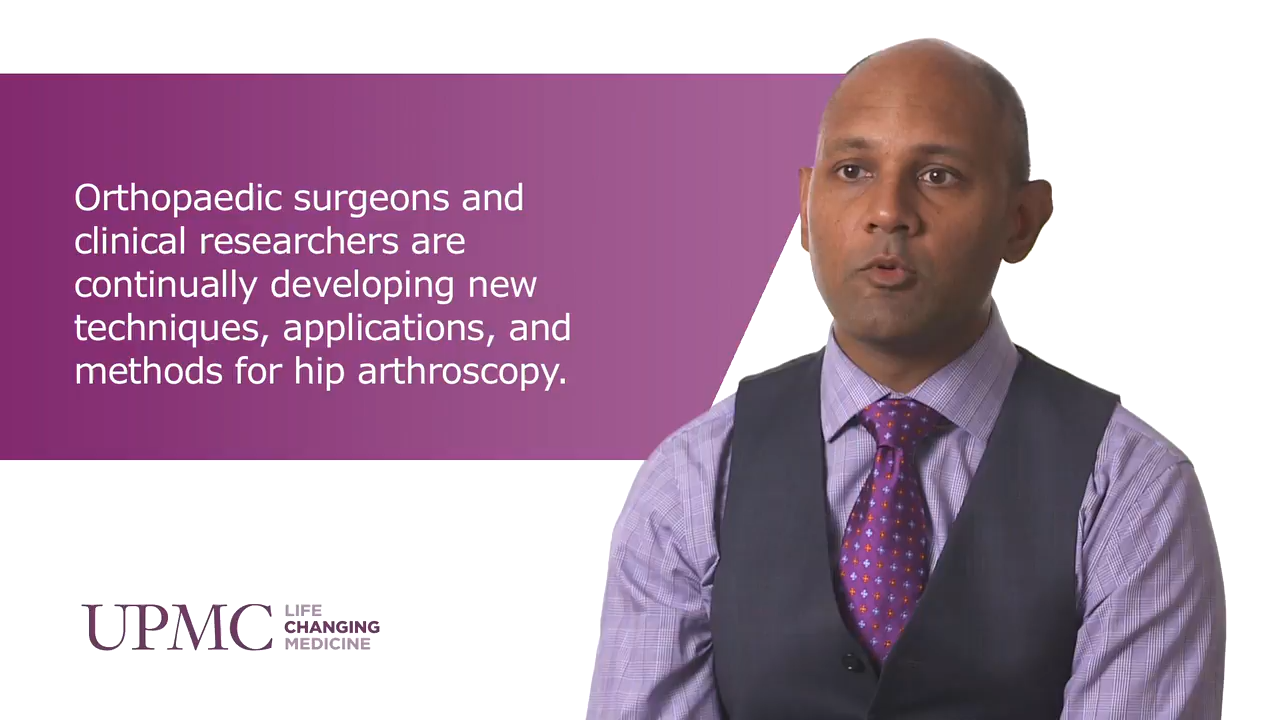 Orthopaedic surgeons and
clinical researchers are
continually developing new
techniques, applications, and
methods for hip arthroscopy.
UPMC
LIFE
CHANGING
MEDICINE